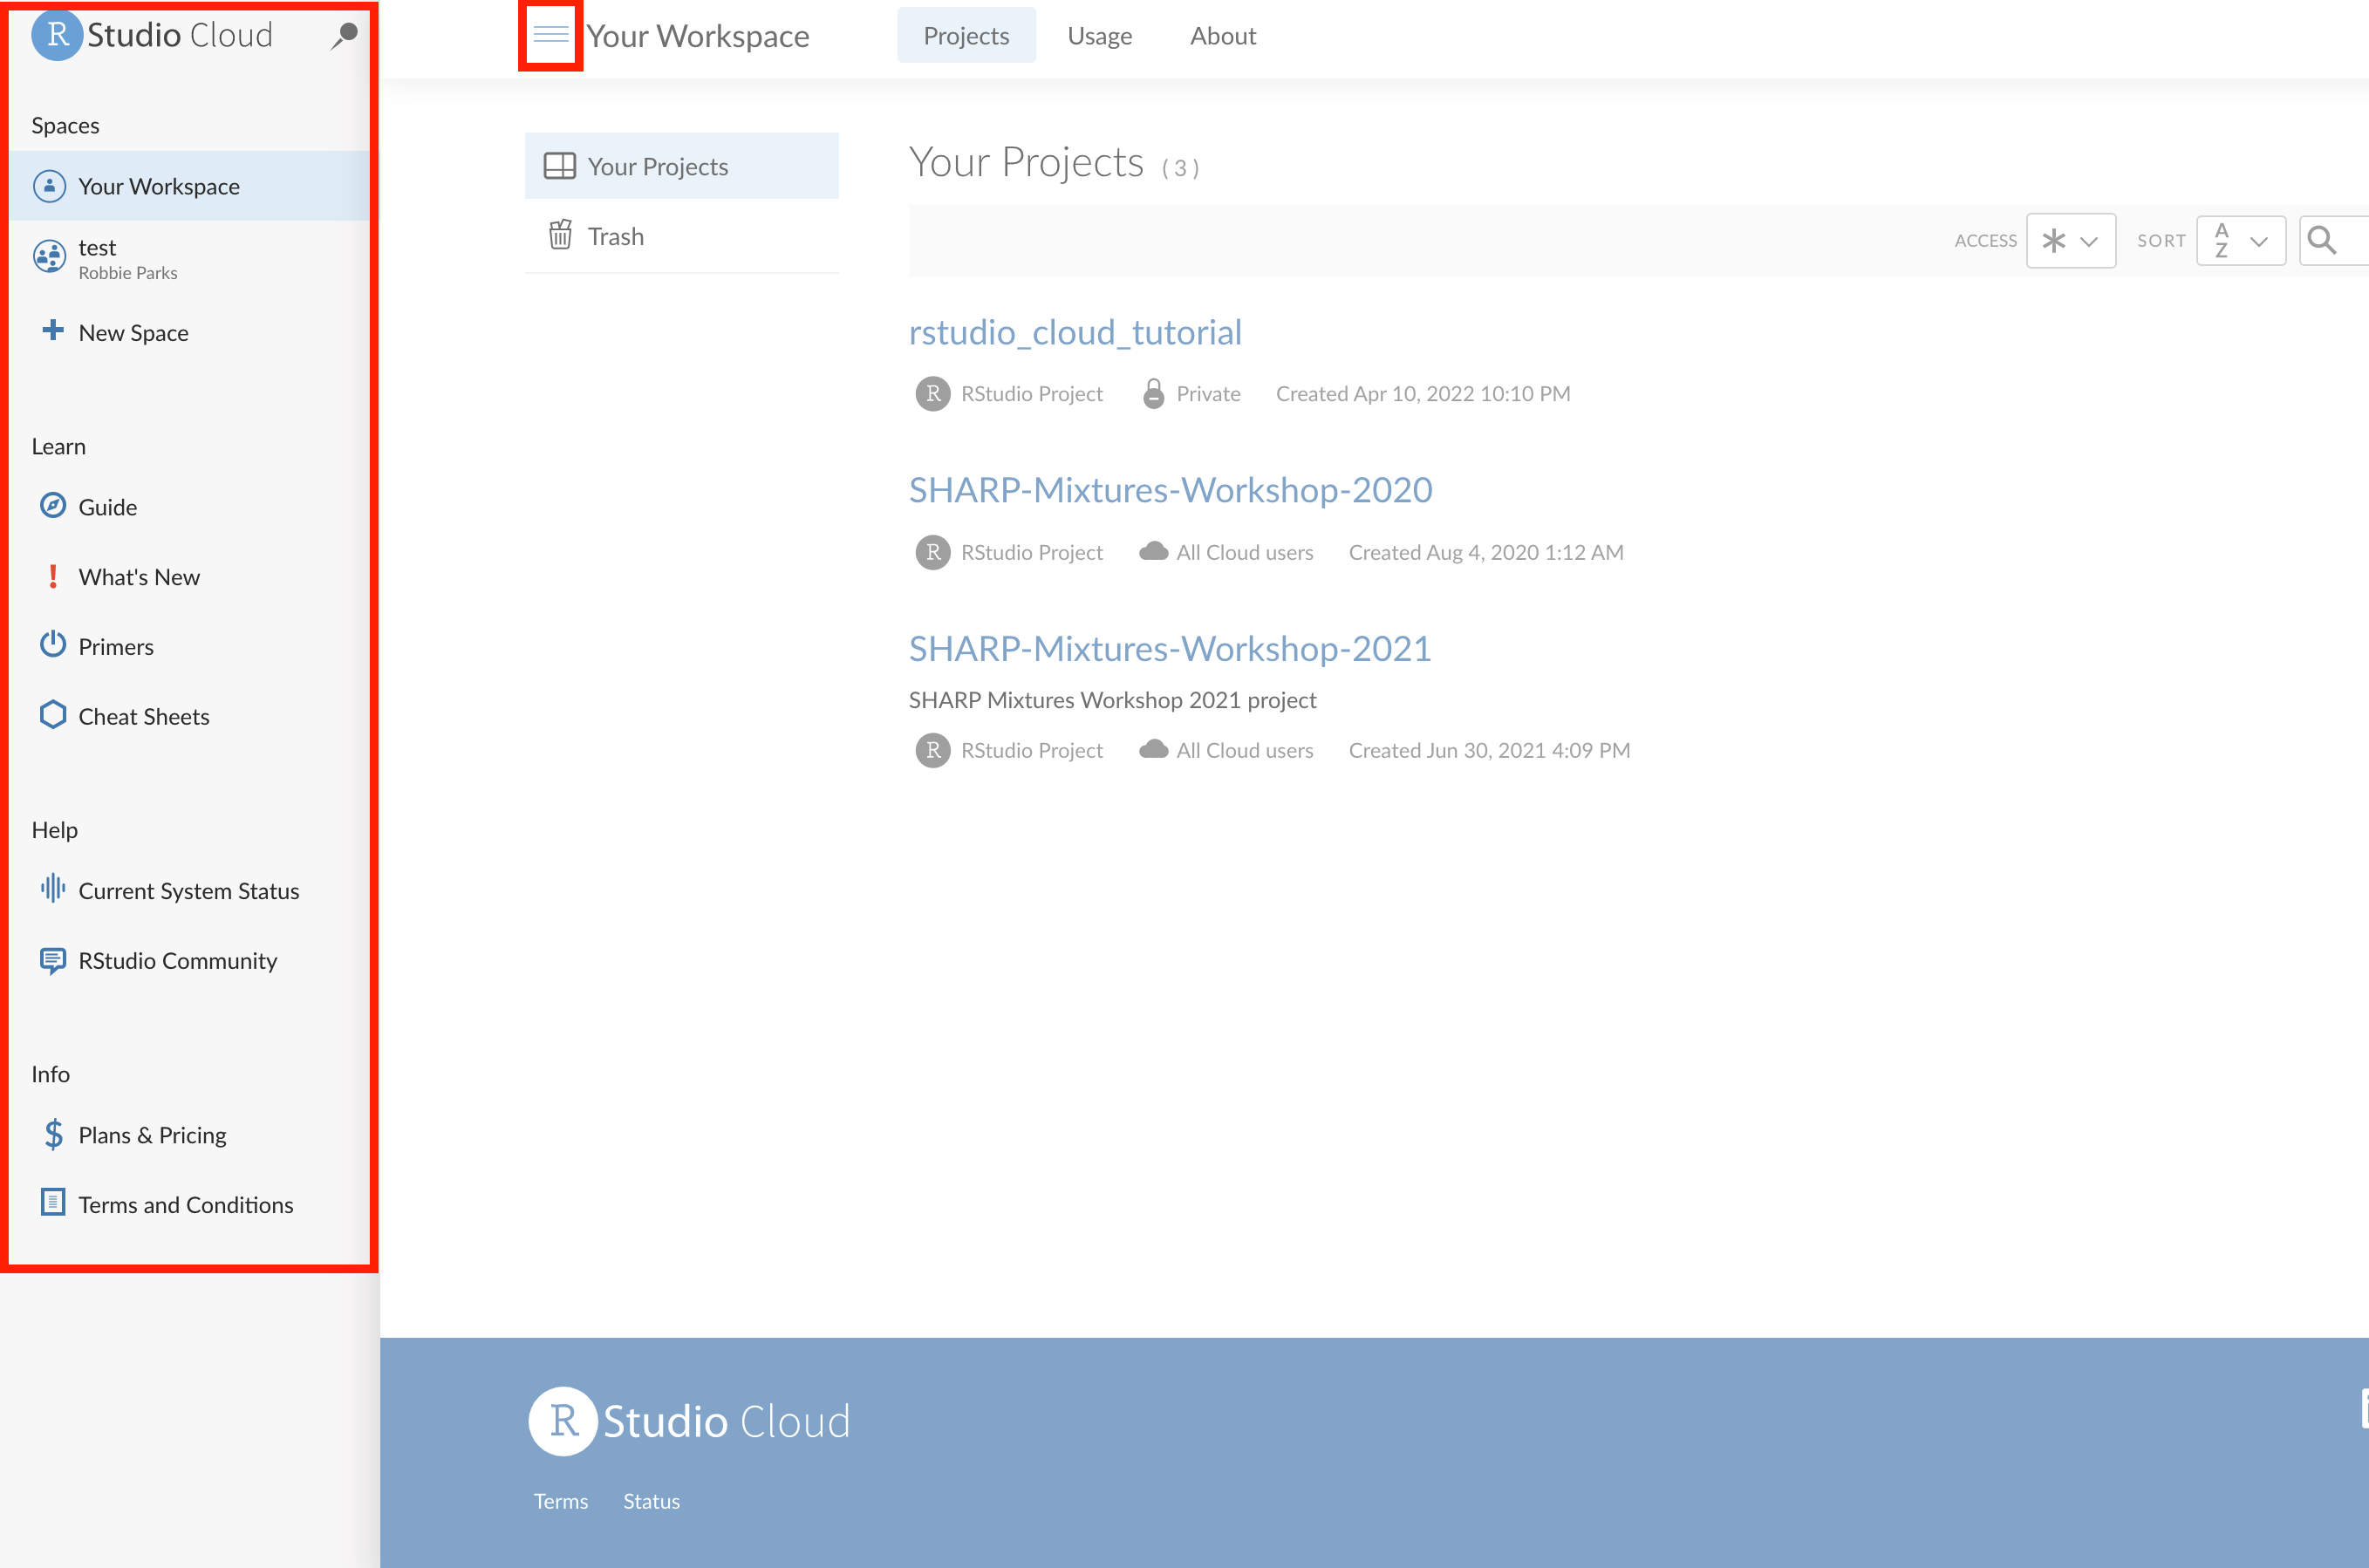 R Studio Cloud
Spaces
Your Workspace
test
Robbie Parks
New Space
Learn
Guide
What's New
Primers
Cheat Sheets
Help
Current System Status
RStudio Community
Info
Plans & Pricing
Terms and Conditions
Your Workspace
Projects Usage About
Your Projects
Trash
Your Projects (3)
ACCESS * SORT A Z
rstudio_cloud_tutorial
R RStudio Project Private Created Apr 10, 2022 10:10 PM
SHARP-Mixtures-Workshop-2020
R RStudio Project All Cloud users Created Aug 4, 2020 1:12 AM
SHARP-Mixtures-Workshop-2021
SHARP Mixtures Workshop 2021 project
R RStudio Project All Cloud users Created Jun 30, 2021 4:09 PM
R Studio Cloud
Terms Status